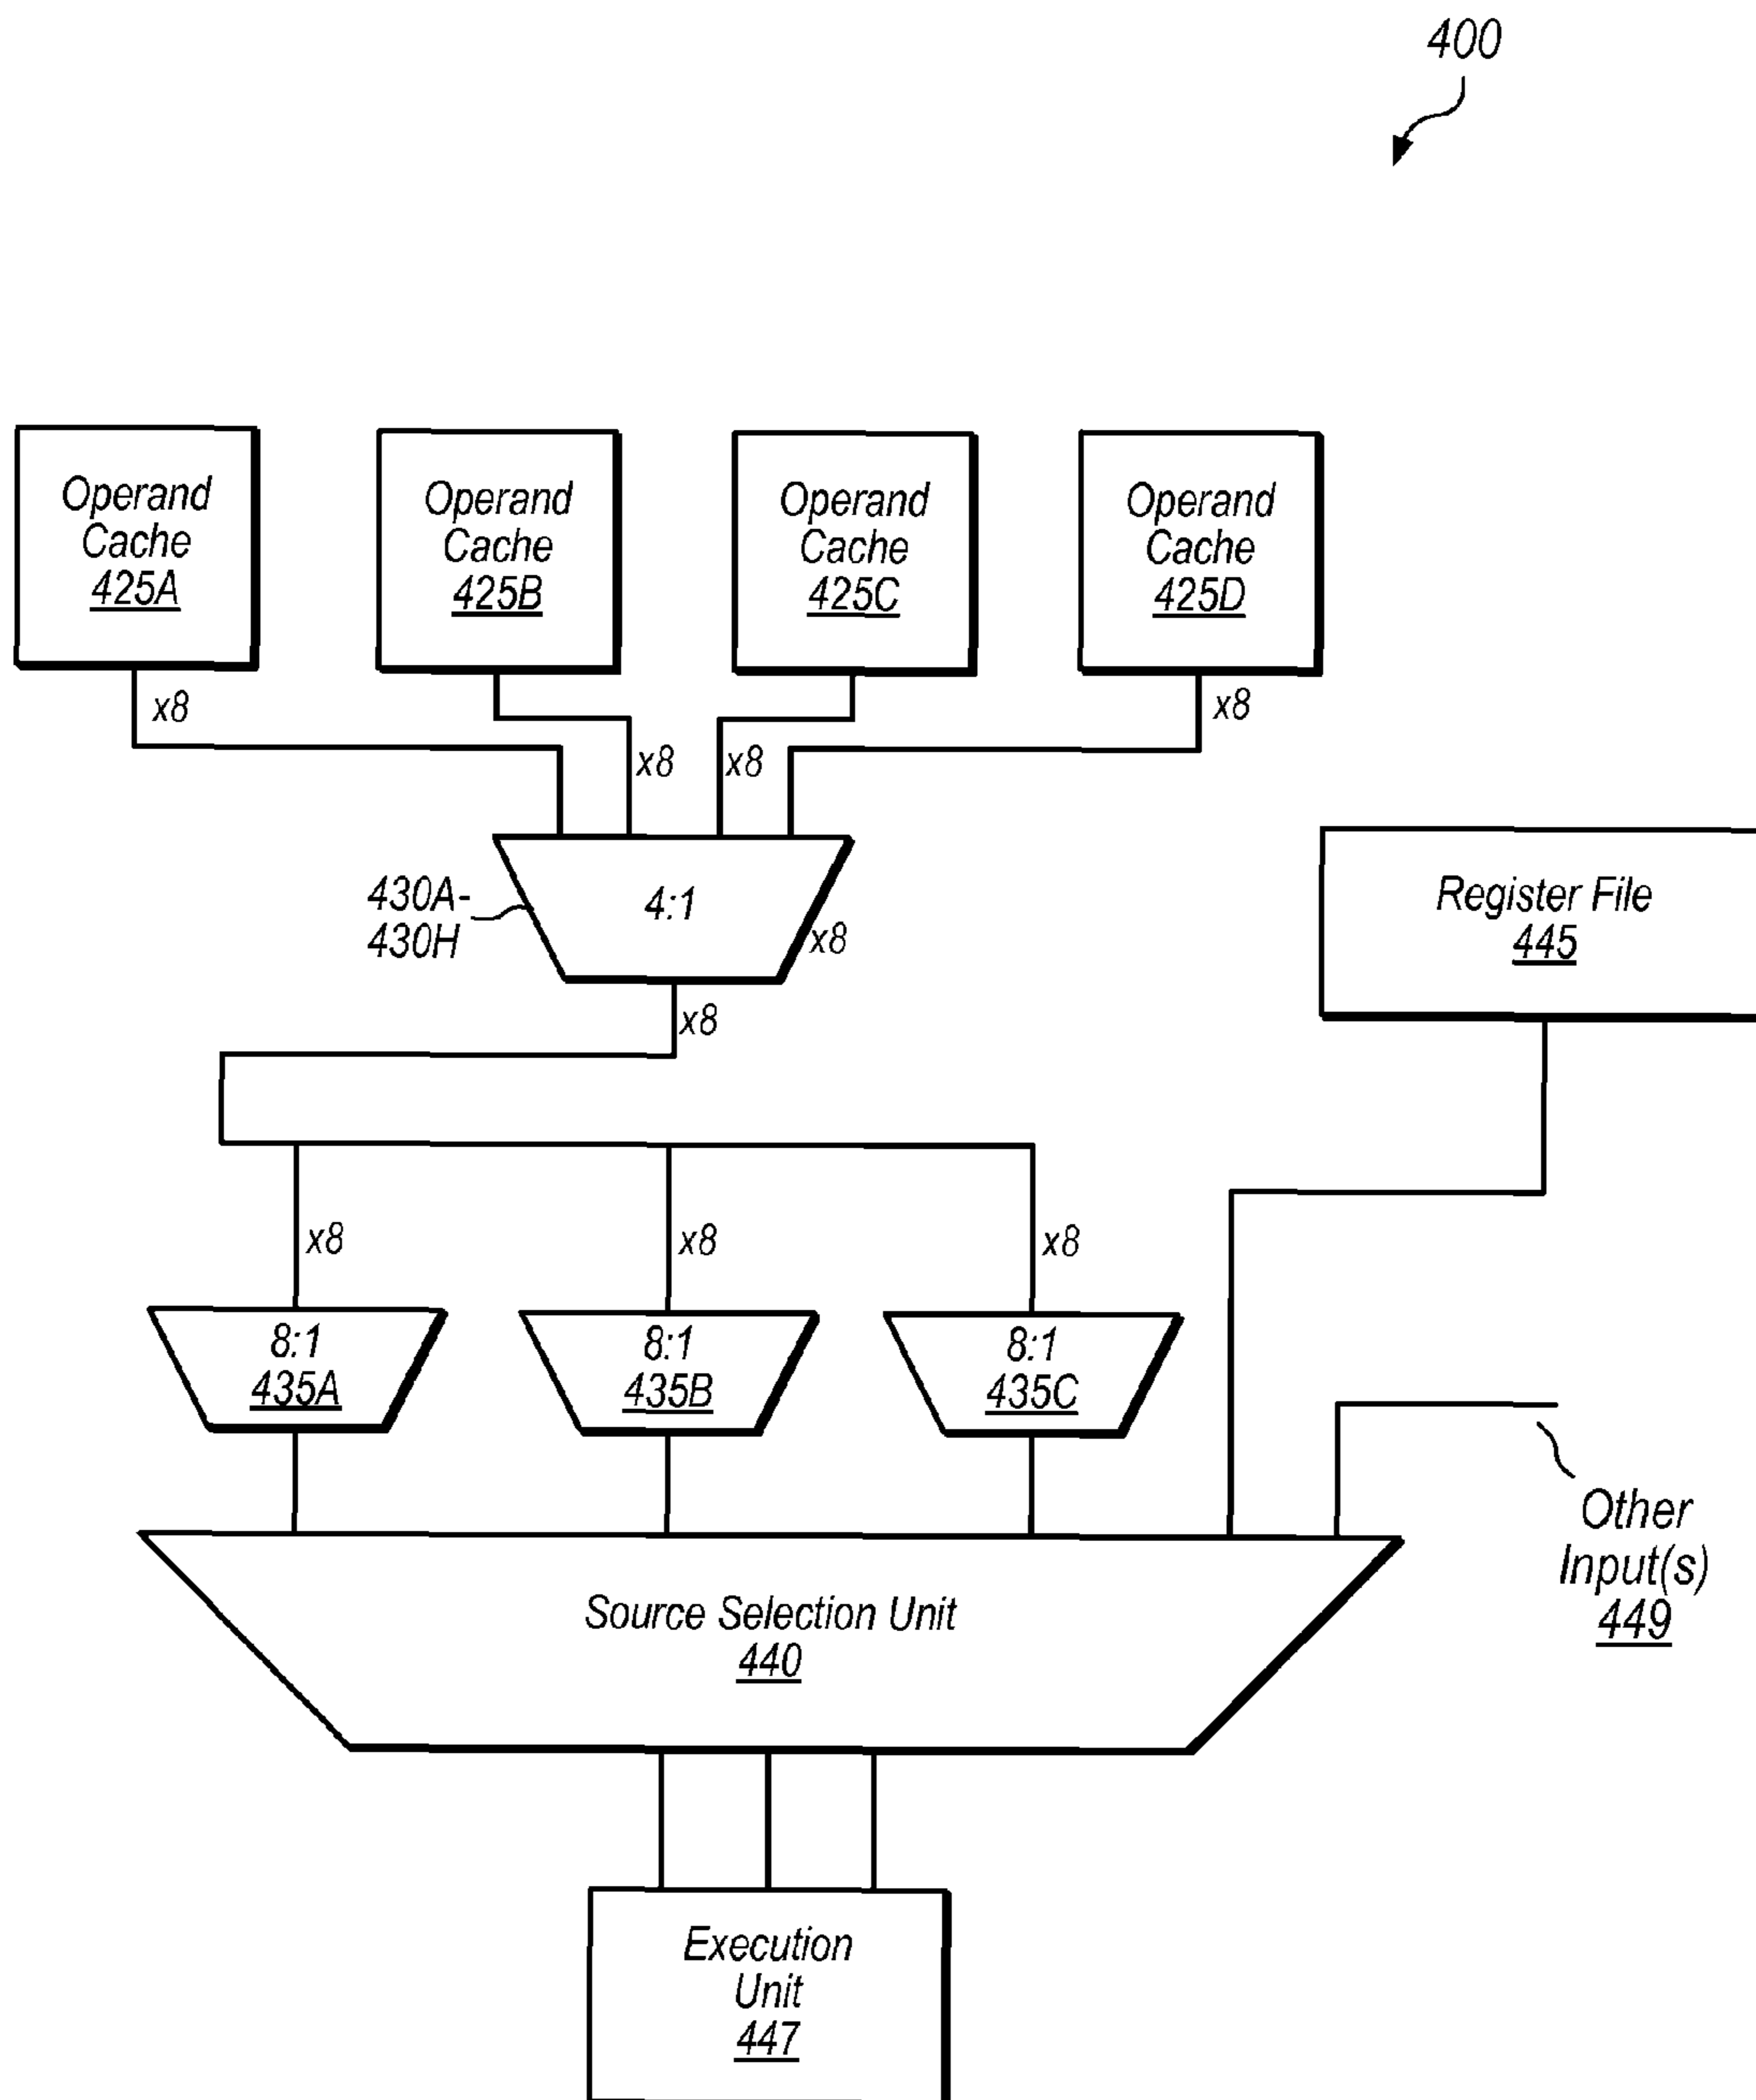 400
Operand
Cache
425A
Operand
Cache
425B
Operand
Cache
425C
Operand
Cache
425D
x8
x8
x8
x8
430A-
430H
4:1
x8
x8
Register File
445
x8
x8
x8
8:1
435A
8:1
435B
8:1
435C
Other
Input(s)
449
Source Selection Unit
440
Execution
Unit
447